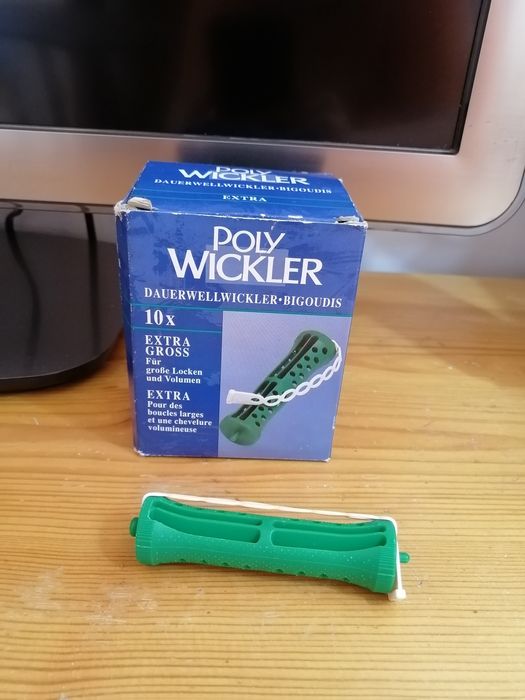 POLY
WICKLER
DAUERWELLWICKLER•BIGOUDIS
EXTRA
POLY
WICKLER
DAUERWELLWICKLER•BIGOUDIS
10x
EXTRA
GROSS
Für
große Locken
und Volumen
EXTRA
Pour des
boucles larges
et une chevelure
volumineuse